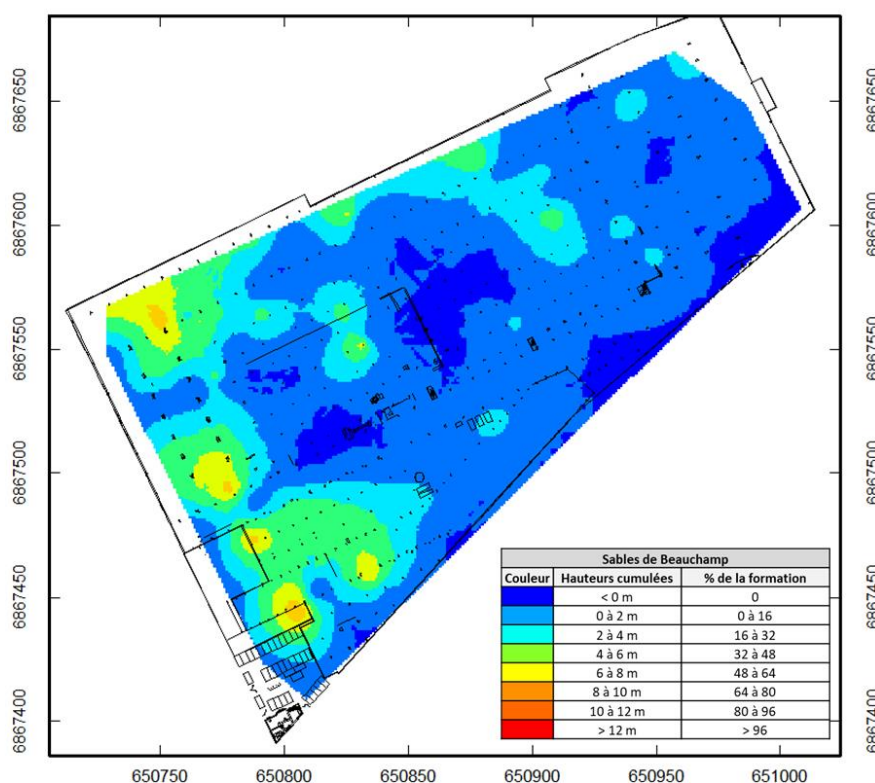 6867650
6867600
6867550
6867500
6867450
6867400
6867650
6867600
6867550
6867500
6867450
6867400
Sables de Beauchamp
Couleur Hauteurs cumulées % de la formation
< 0 m 0
0 à 2 m 0 à 16
2 à 4 m 16 à 32
4 à 6 m 32 à 48
6 à 8 m 48 à 64
8 à 10 m 64 à 80
10 à 12 m 80 à 96
> 12 m > 96
650750 650800 650850 650900 650950 651000